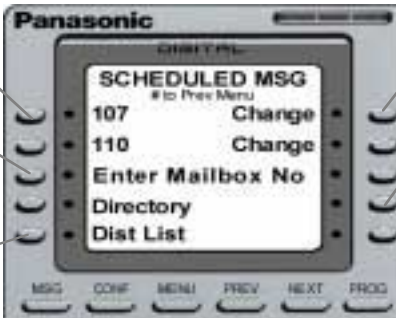 Panasonic
DIGITAL
SCHEDULED MSG
# to Prev Menu
107 Change
110 Change
Enter Mailbox No
Directory
Dist List
MSG CONF MENU PREV NEXT PROG